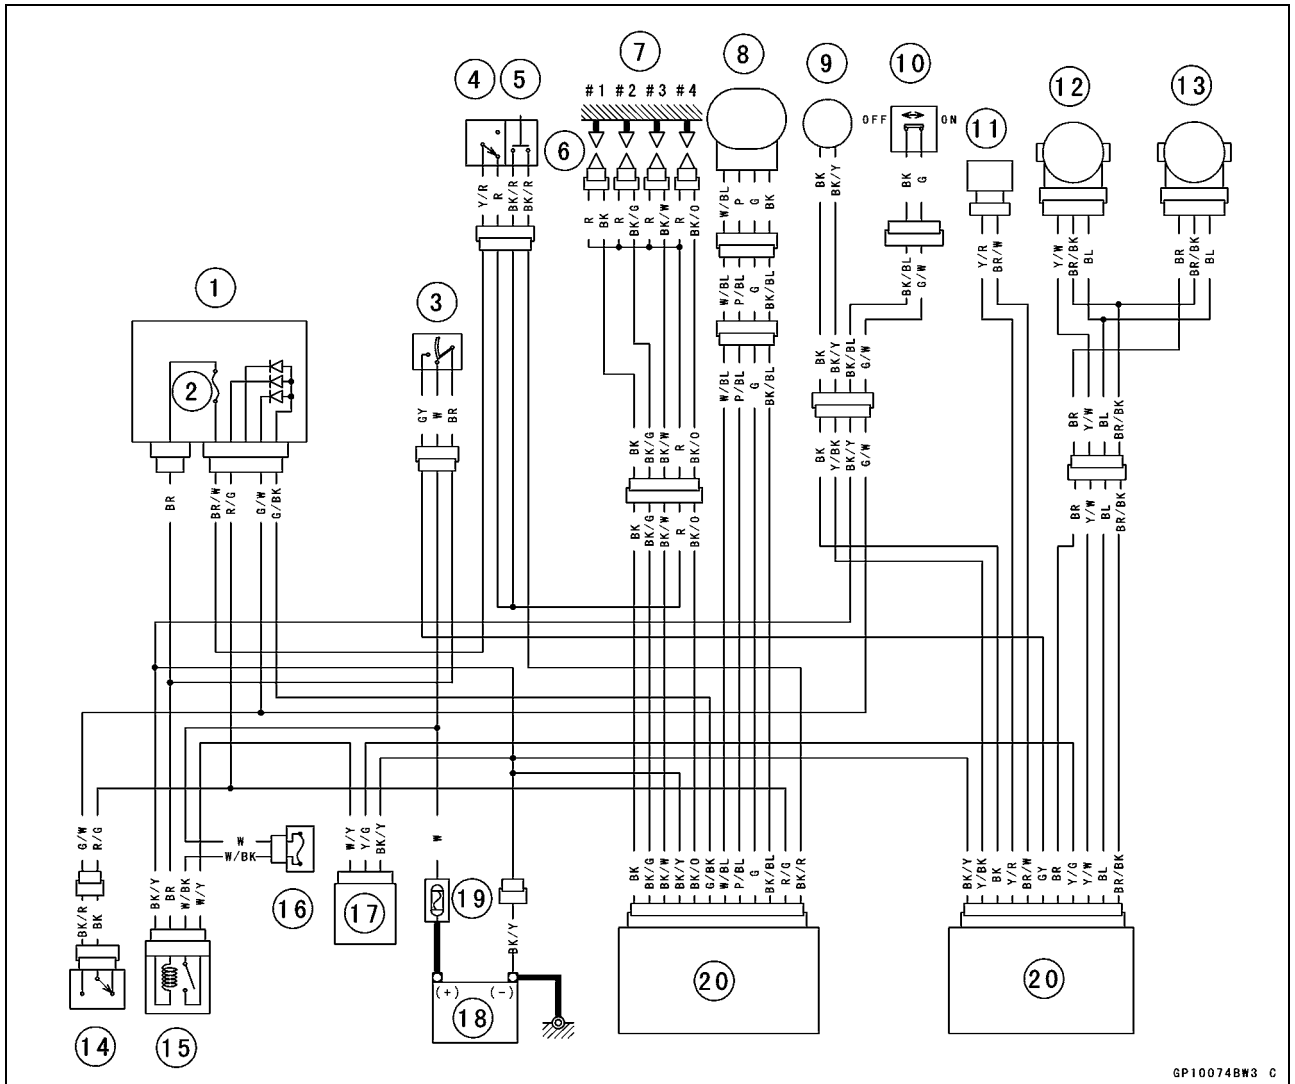 7
4 5 8 9 10
12 13
#1 #2 #3 #4
OFF ON
11
6
Y/R R BK/R BK/R
R BK R BK/G R BK/W R BK/O
W/BL P G BK
BK BK/Y
BK G
Y/R BR/W
Y/W BR/BK BL
BR BR/BK BL
W/BL P/BL G BK/BL
BK/BL G/W
1
3
2
GY W BR
W/BL P/BL G BK/BL
BK BK/Y BK/BL G/W
BR Y/W BL BR/BK
BK BK/G BK/W R BK/O
BK Y/BK BK/Y G/W
BR BR/W R/G G/W G/BK
BK BK/G BK/W R BK/O
BR Y/W BL BR/BK
G/W R/G
W
W/BK
W/Y Y/G BK/Y
W
BK/Y BR W/BK W/Y
BK BK/G BK/W BK/Y BK/O G/BK W/BL P/BL G BK/BL R/G BK/R
BK/Y Y/BK BK Y/R BR/W GY BR Y/G Y/W BL BR/BK
BK/R BK
16
17
19
BK/Y
(+) (-)
18
20
20
14
15
GP10074BW3 C